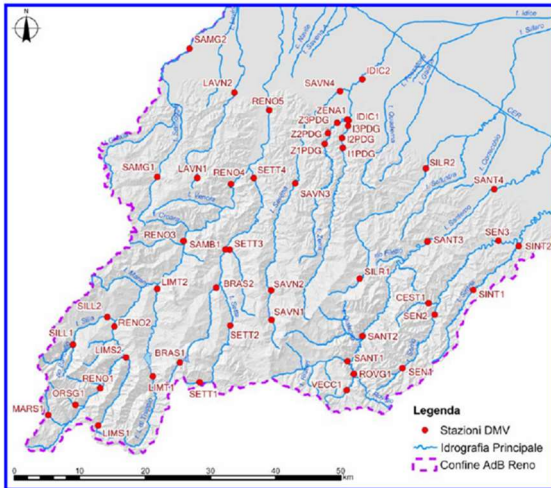 N
SAMG2
t. Idice
t. Sillaro
LAVN2
SAVN4
IDIC2
RENO5
ZENA1
IDIC1
Z3PDG
I3PDG
Z2PDG
I2PDG
Z1PDG
I1PDG
CER
SAMG1
LAVN1
RENO4
SETT4
SAVN3
SILR2
SANT4
RENO3
SAMB1
SETT3
SANT3
SEN3
SINT2
LIMT2
BRAS2
SAVN2
SILR1
CEST1
SINT1
SILL2
RENO2
SETT2
SAVN1
SEN2
SILL1
LIMS2
BRAS1
SANT2
SANT1
RENO1
LIMT1
SETT1
ROVG1
SEN1
ORSG1
VECC1
MARS1
LIMS1
Legenda
Stazioni DMV
Idrografia Principale
Confine AdB Reno
0 10 20 30 40 50
km